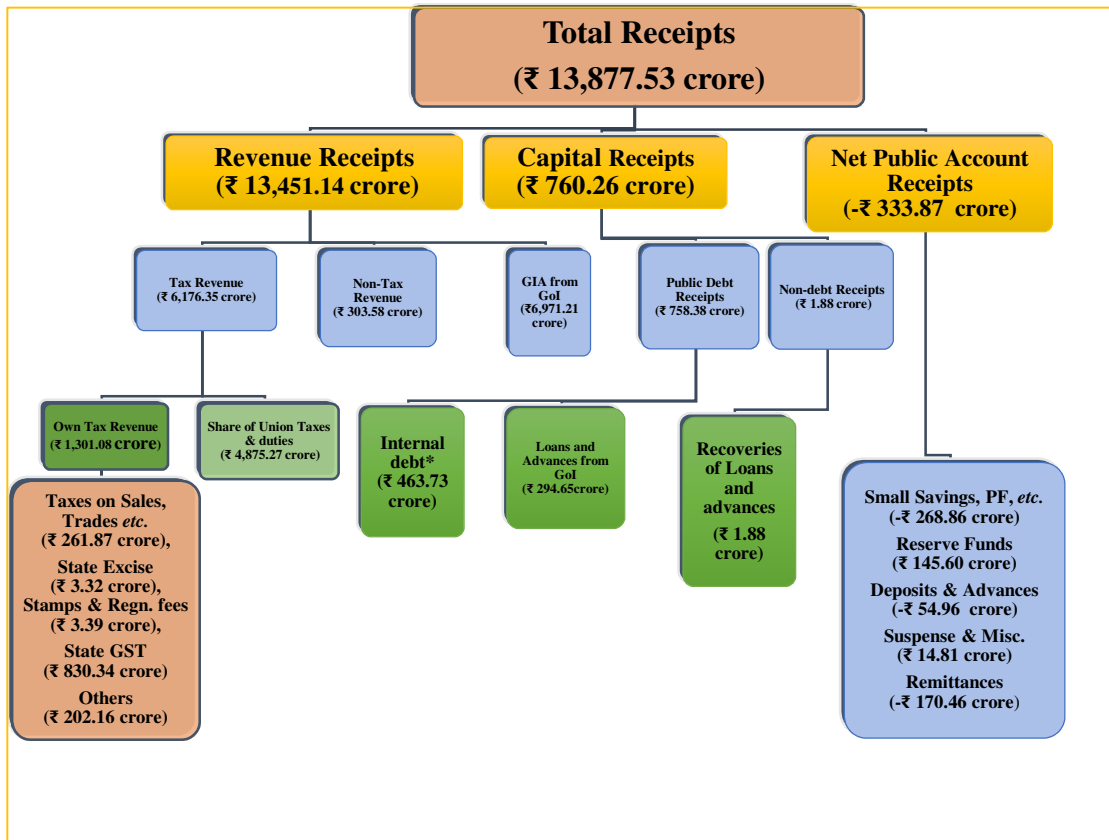 Total Receipts
(₹ 13,877.53 crore)
Revenue Receipts
(₹ 13,451.14 crore)
Capital Receipts
(₹ 760.26 crore)
Net Public Account
Receipts
(-₹ 333.87 crore)
Tax Revenue
(₹ 6,176.35 crore)
Non-Tax
Revenue
(₹ 303.58 crore)
GIA from
GoI
(₹6,971.21
crore)
Public Debt
Receipts
(₹ 758.38 crore)
Non-debt Receipts
(₹ 1.88 crore)
Own Tax Revenue
(₹ 1,301.08 crore)
Share of Union Taxes
& duties
(₹ 4,875.27 crore)
Internal
debt*
(₹ 463.73
crore)
Loans and
Advances from
GoI
(₹ 294.65crore)
Recoveries
of Loans
and
advances
(₹ 1.88
crore)
Taxes on Sales,
Trades etc.
(₹ 261.87 crore),
State Excise
(₹ 3.32 crore),
Stamps & Regn. fees
(₹ 3.39 crore),
State GST
(₹ 830.34 crore)
Others
(₹ 202.16 crore)
Small Savings, PF, etc.
(-₹ 268.86 crore)
Reserve Funds
(₹ 145.60 crore)
Deposits & Advances
(-₹ 54.96 crore)
Suspense & Misc.
(₹ 14.81 crore)
Remittances
(-₹ 170.46 crore)